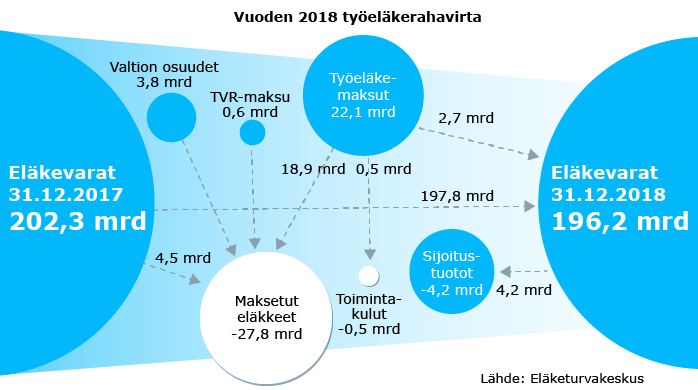 Vuoden 2018 työeläkerahavirta
Valtion osuudet
3,8 mrd
TVR-maksu
0,6 mrd
Työeläke-
maksut
22,1 mrd
2,7 mrd
18,9 mrd
0,5 mrd
Eläkevarat
31.12.2017
202,3 mrd
197,8 mrd
Eläkevarat
31.12.2018
196,2 mrd
4,5 mrd
Maksetut
eläkkeet
-27,8 mrd
Toiminta-
kulut
-0,5 mrd
Sijoitus-
tuotot
-4,2 mrd
4,2 mrd
Lähde: Eläketurvakeskus